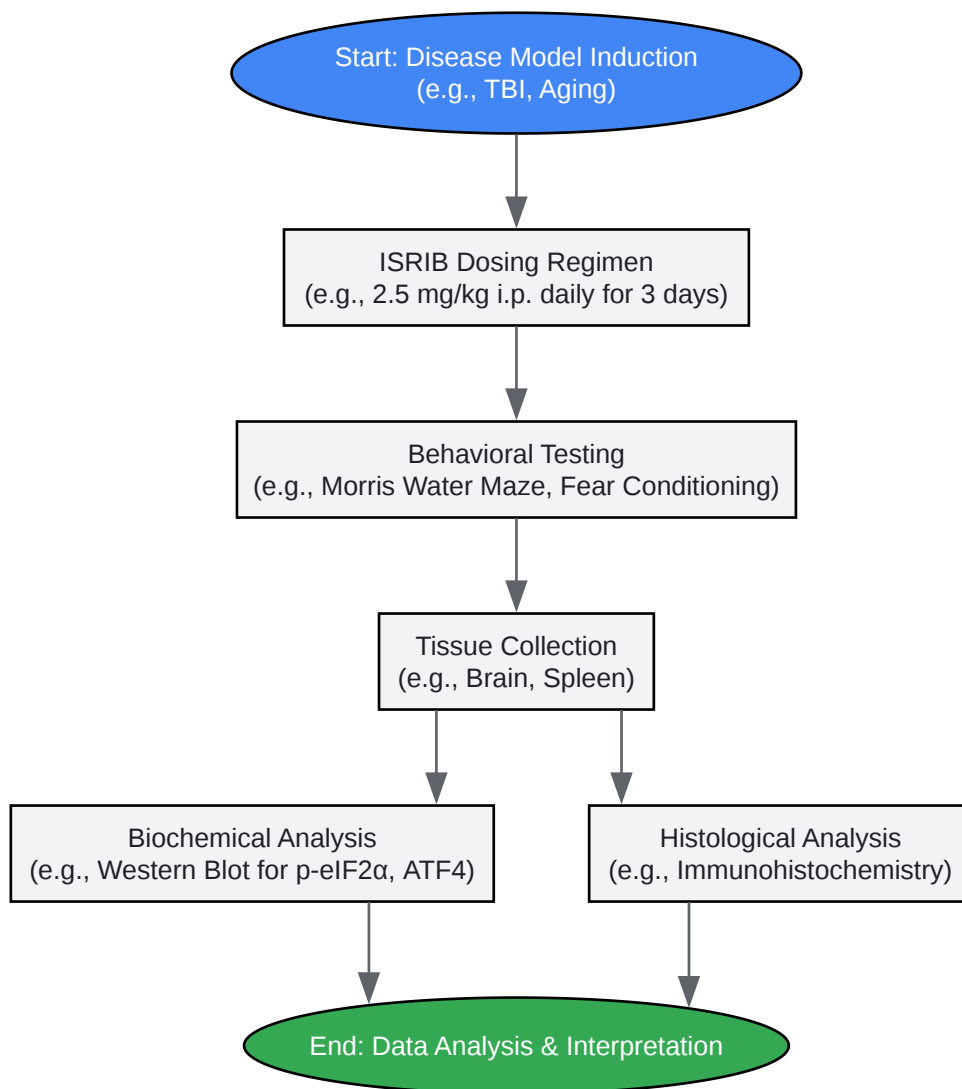 Start: Disease Model Induction
(e.g., TBI, Aging)
ISRIB Dosing Regimen
(e.g., 2.5 mg/kg i.p. daily for 3 days)
Behavioral Testing
(e.g., Morris Water Maze, Fear Conditioning)
Tissue Collection
(e.g., Brain, Spleen)
Biochemical Analysis
(e.g., Western Blot for p-eIF2α, ATF4)
Histological Analysis
(e.g., Immunohistochemistry)
End: Data Analysis & Interpretation